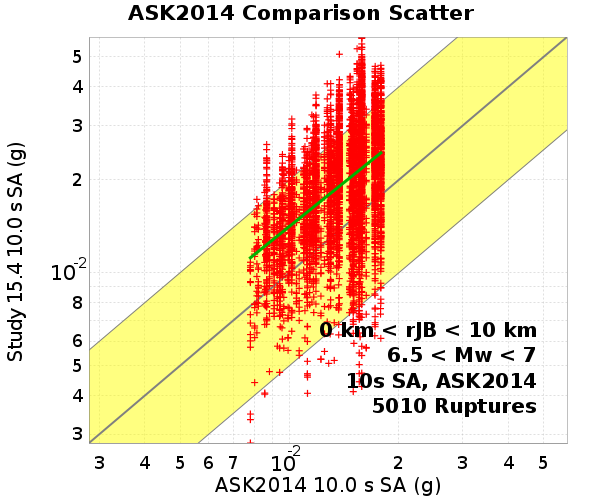 ASK2014 Comparison Scatter
Study 15.4 10.0 s SA (g)
5
4
3
2
10-2
8
6
5
4
3
0 km < rJB < 10 km
6.5 < Mw < 7
10s SA, ASK2014
5010 Ruptures
3 4 5 6 7 10-2 2 3 4 5
ASK2014 10.0 s SA (g)